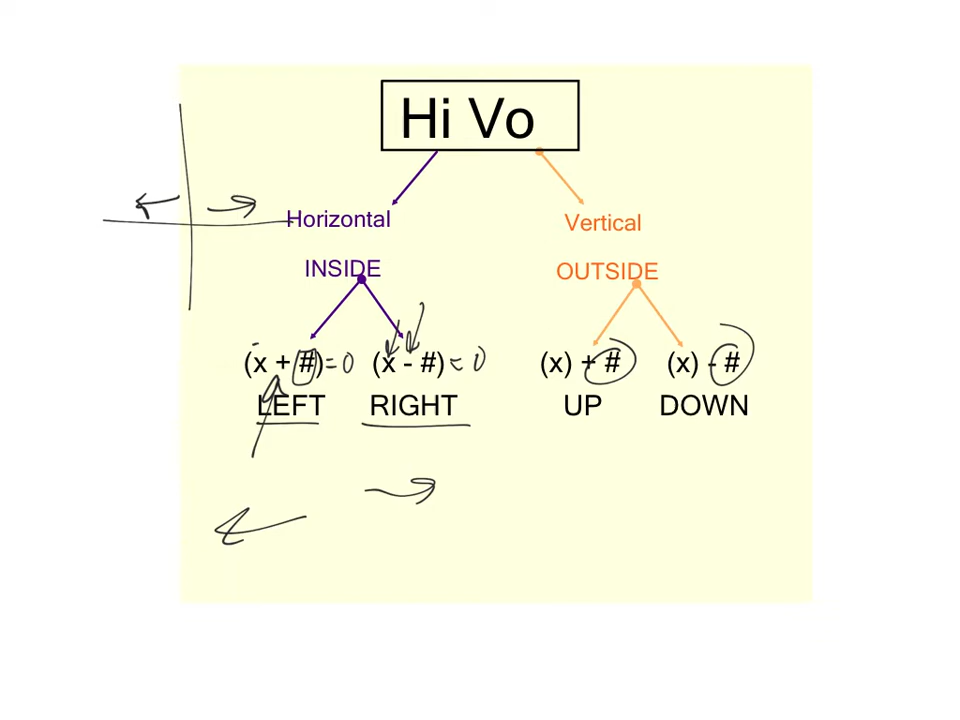 Hi Vo
Horizontal Vertical
INSIDE OUTSIDE
(x + #)=0 (x - #)=0 (x) + # (x) - #
LEFT RIGHT UP DOWN